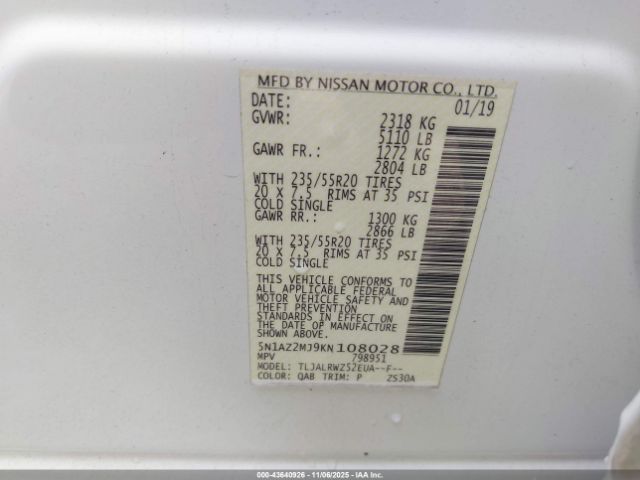 MFD BY NISSAN MOTOR CO., LTD.
DATE: 01/19
GVWR: 2318 KG
5110 LB
GAWR FR.: 1272 KG
2804 LB
WITH 235/55R20 TIRES
20 X 7.5 RIMS AT 35 PSI
COLD SINGLE
GAWR RR.: 1300 KG
2866 LB
WITH 235/55R20 TIRES
20 X 7.5 RIMS AT 35 PSI
COLD SINGLE
THIS VEHICLE CONFORMS TO
ALL APPLICABLE FEDERAL
MOTOR VEHICLE SAFETY AND
THEFT PREVENTION
STANDARDS IN EFFECT ON
THE DATE OF MANUFACTURE
SHOWN ABOVE.
5N1AZ2MJ9KN108028
MPV 798951
MODEL: TLJALRWZ52EUA--F--
COLOR: QAB TRIM: P ZS30A
000-43640926 - 11/06/2025 - IAAI.COM